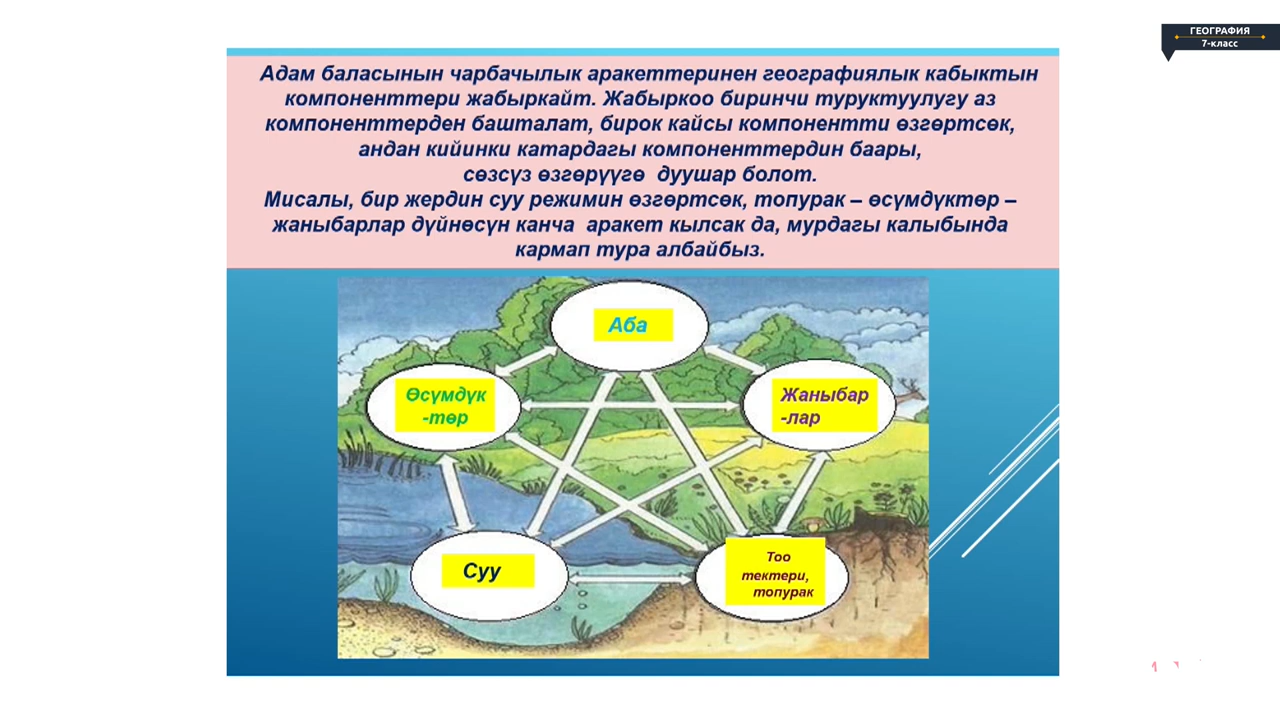 ГЕОГРАФИЯ
7-класс
Адам баласынын чарбачылык аракеттеринен географиялык кабыктын
компоненттери жабыркайт. Жабыркоо биринчи туруктуулугу аз
компоненттерден башталат, бирок кайсы компонентти өзгөртсөк,
андан кийинки катардагы компоненттердин баары,
сөзсүз өзгөрүүгө дуушар болот.
Мисалы, бир жердин суу режимин өзгөртсөк, топурак – өсүмдүктөр –
жаныбарлар дүйнөсүн канча аракет кылсак да, мурдагы калыбында
кармап тура албайбыз.
Аба
Өсүмдүк
-төр
Жаныбар
-лар
Суу
Тоо
тектери,
топурак